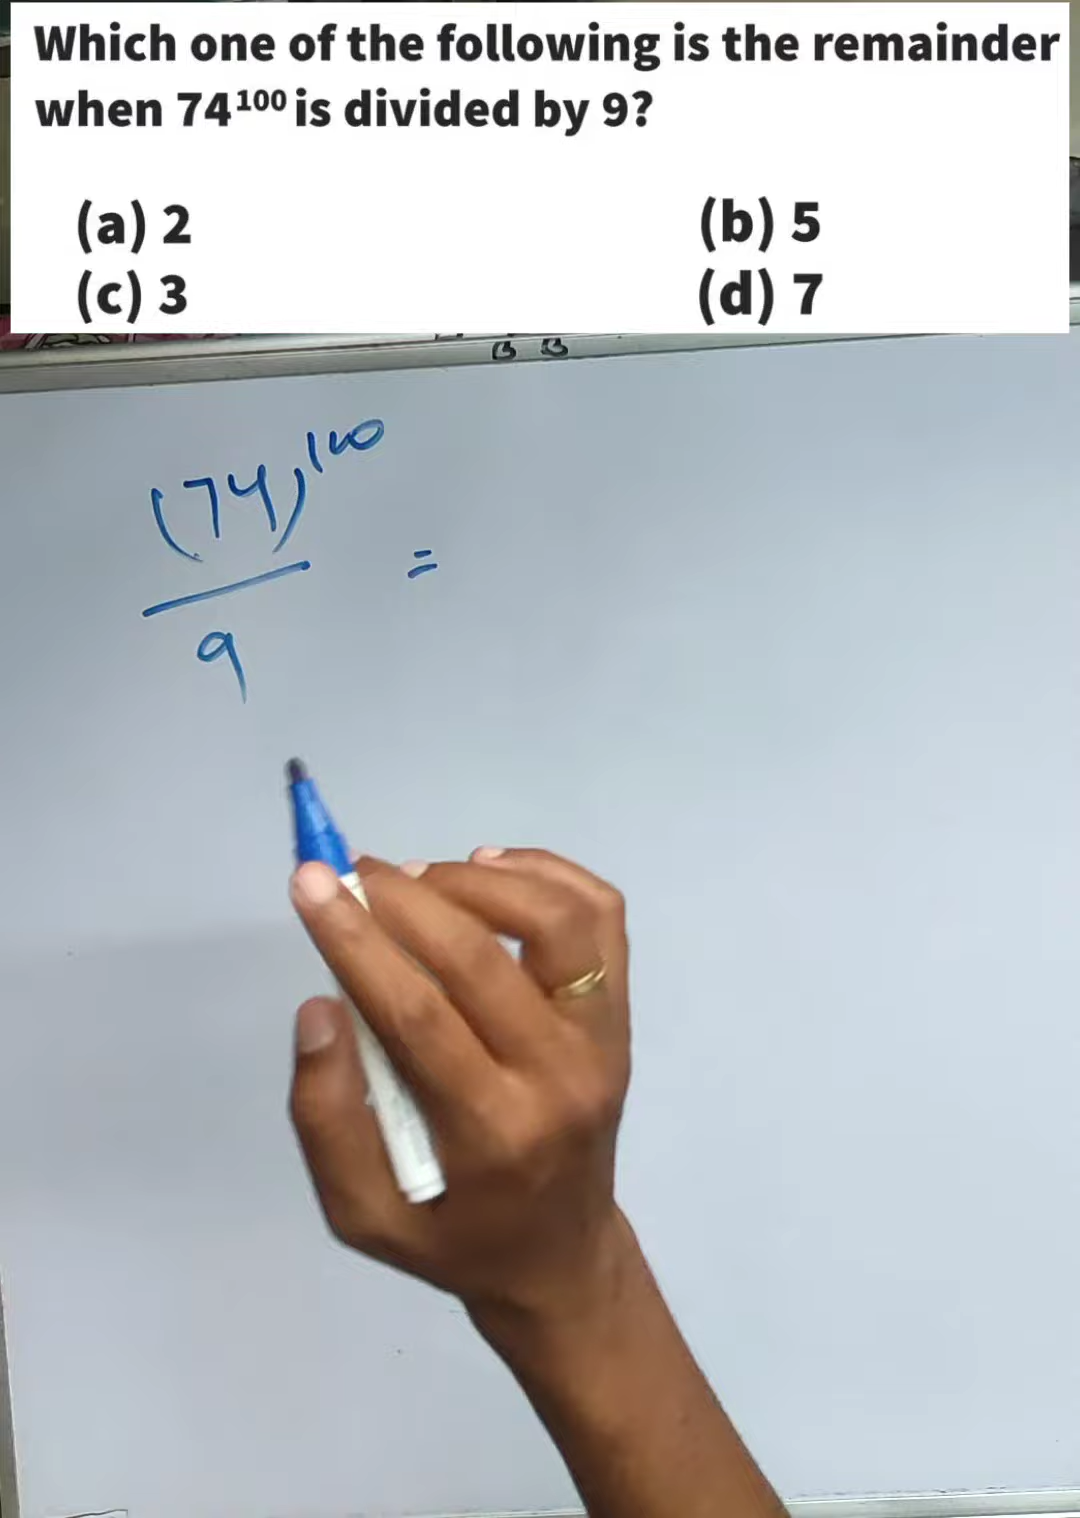 Which one of the following is the remainder
when 74¹⁰⁰ is divided by 9?
(a) 2 (b) 5
(c) 3 (d) 7
(74)¹⁰⁰
=
9